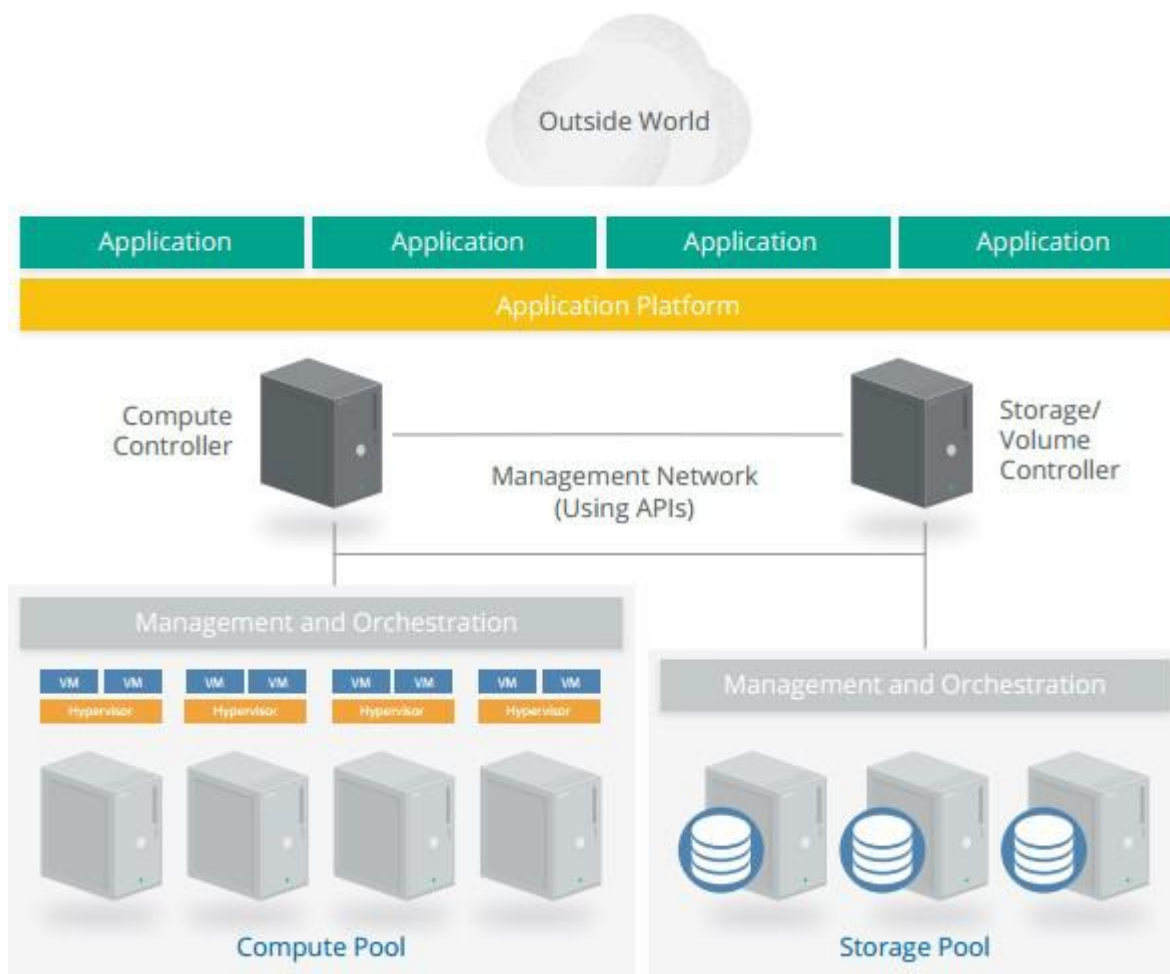 Outside World
Application Application Application Application
Application Platform
Compute
Controller
Storage/
Volume
Controller
Management Network
(Using APIs)
Management and Orchestration
VM VM VM VM VM VM VM VM
Hypervisor Hypervisor Hypervisor Hypervisor
Compute Pool
Management and Orchestration
Storage Pool